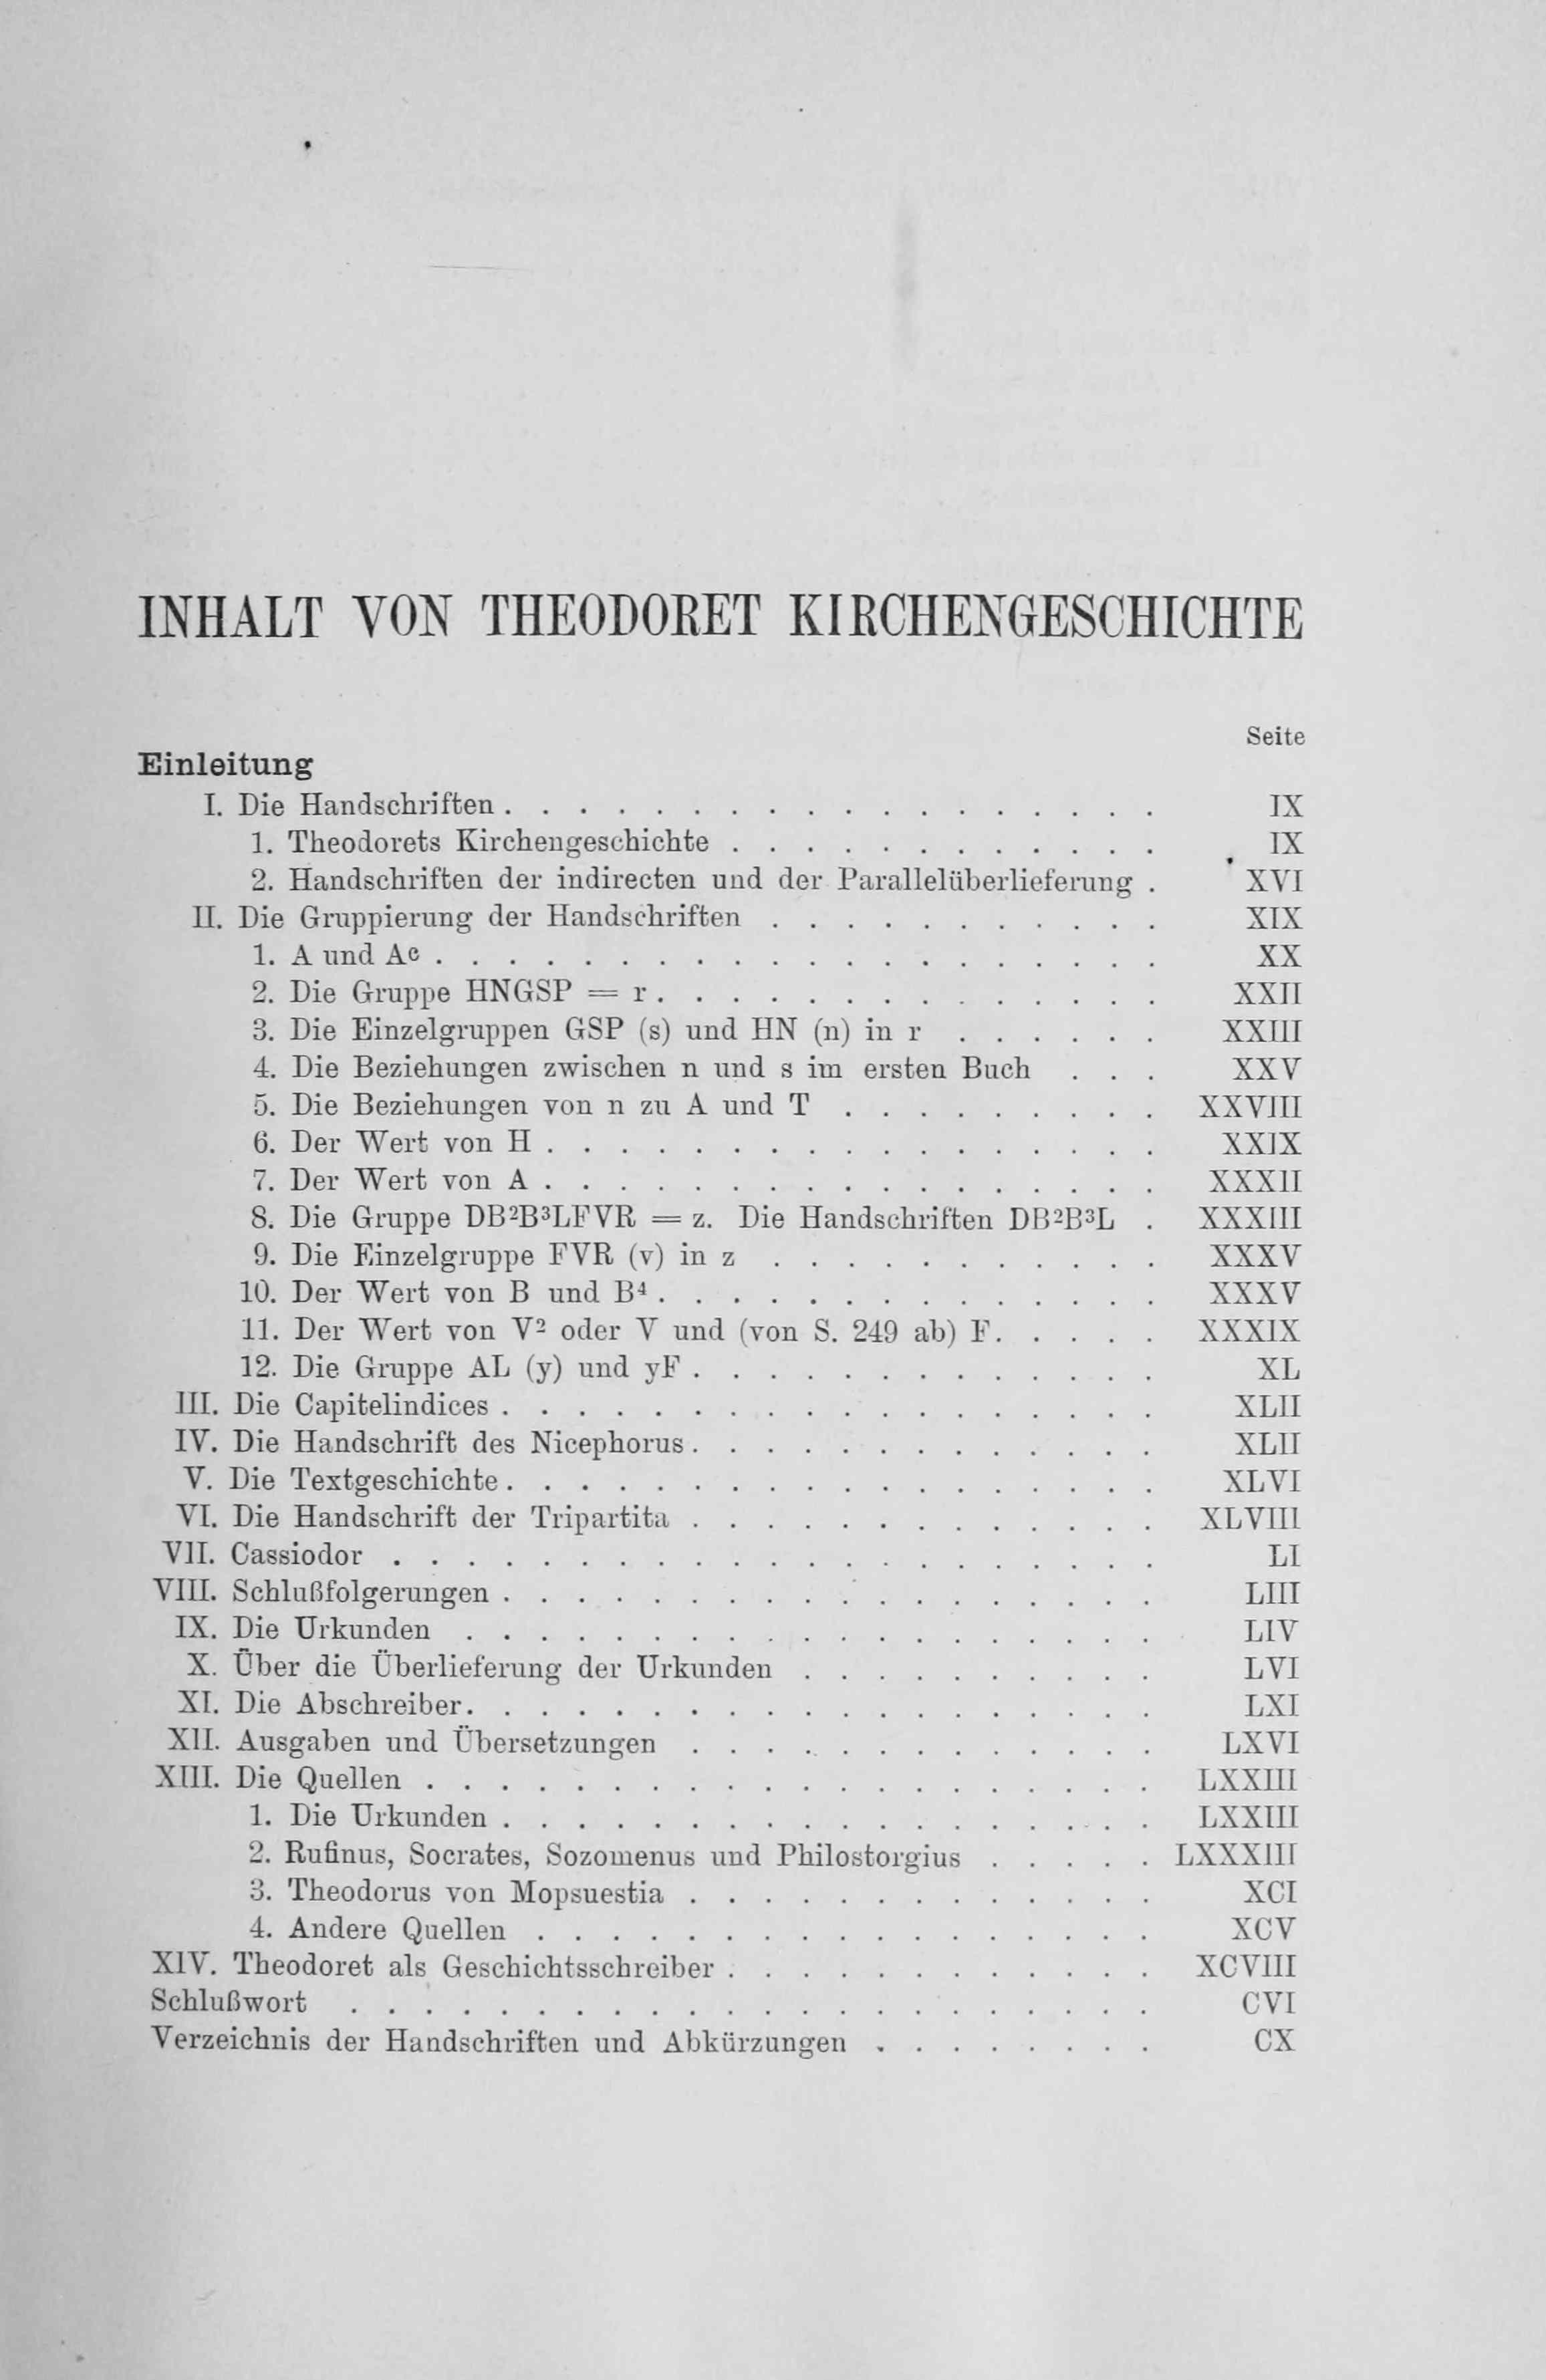 INHALT VON THEODORET KIRCHENGESCHICHTE
Seite
Einleitung
I. Die Handschriften . . . . . . . . . . . . . . . . . . IX
1. Theodorets Kirchengeschichte . . . . . . . . . . . . IX
2. Handschriften der indirecten und der Parallelüberlieferung . XVI
II. Die Gruppierung der Handschriften . . . . . . . . . . . XIX
1. A und Aᶜ . . . . . . . . . . . . . . . . . . . . XX
2. Die Gruppe HNGSP = r . . . . . . . . . . . . . . XXII
3. Die Einzelgruppen GSP (s) und HN (n) in r . . . . . . XXIII
4. Die Beziehungen zwischen n und s im ersten Buch . . . XXV
5. Die Beziehungen von n zu A und T . . . . . . . . . XXVIII
6. Der Wert von H . . . . . . . . . . . . . . . . . XXIX
7. Der Wert von A . . . . . . . . . . . . . . . . . XXXII
8. Die Gruppe DB²B³LFVR = z. Die Handschriften DB²B³L . XXXIII
9. Die Einzelgruppe FVR (v) in z . . . . . . . . . . . XXXV
10. Der Wert von B und B⁴ . . . . . . . . . . . . . . XXXV
11. Der Wert von V² oder V und (von S. 249 ab) F . . . . . XXXIX
12. Die Gruppe AL (y) und yF . . . . . . . . . . . . . XL
III. Die Capitelindices . . . . . . . . . . . . . . . . . . XLII
IV. Die Handschrift des Nicephorus . . . . . . . . . . . . . XLII
V. Die Textgeschichte . . . . . . . . . . . . . . . . . . XLVI
VI. Die Handschrift der Tripartita . . . . . . . . . . . . . XLVIII
VII. Cassiodor . . . . . . . . . . . . . . . . . . . . . LI
VIII. Schlußfolgerungen . . . . . . . . . . . . . . . . . . LIII
IX. Die Urkunden . . . . . . . . . . . . . . . . . . . LIV
X. Über die Überlieferung der Urkunden . . . . . . . . . . LVI
XI. Die Abschreiber . . . . . . . . . . . . . . . . . . . LXI
XII. Ausgaben und Übersetzungen . . . . . . . . . . . . . LXVI
XIII. Die Quellen . . . . . . . . . . . . . . . . . . . . LXXIII
1. Die Urkunden . . . . . . . . . . . . . . . . . . LXXIII
2. Rufinus, Socrates, Sozomenus und Philostorgius . . . . . LXXXIII
3. Theodorus von Mopsuestia . . . . . . . . . . . . . XCI
4. Andere Quellen . . . . . . . . . . . . . . . . . XCV
XIV. Theodoret als Geschichtsschreiber . . . . . . . . . . . . XCVIII
Schlußwort . . . . . . . . . . . . . . . . . . . . . . CVI
Verzeichnis der Handschriften und Abkürzungen . . . . . . . . CX